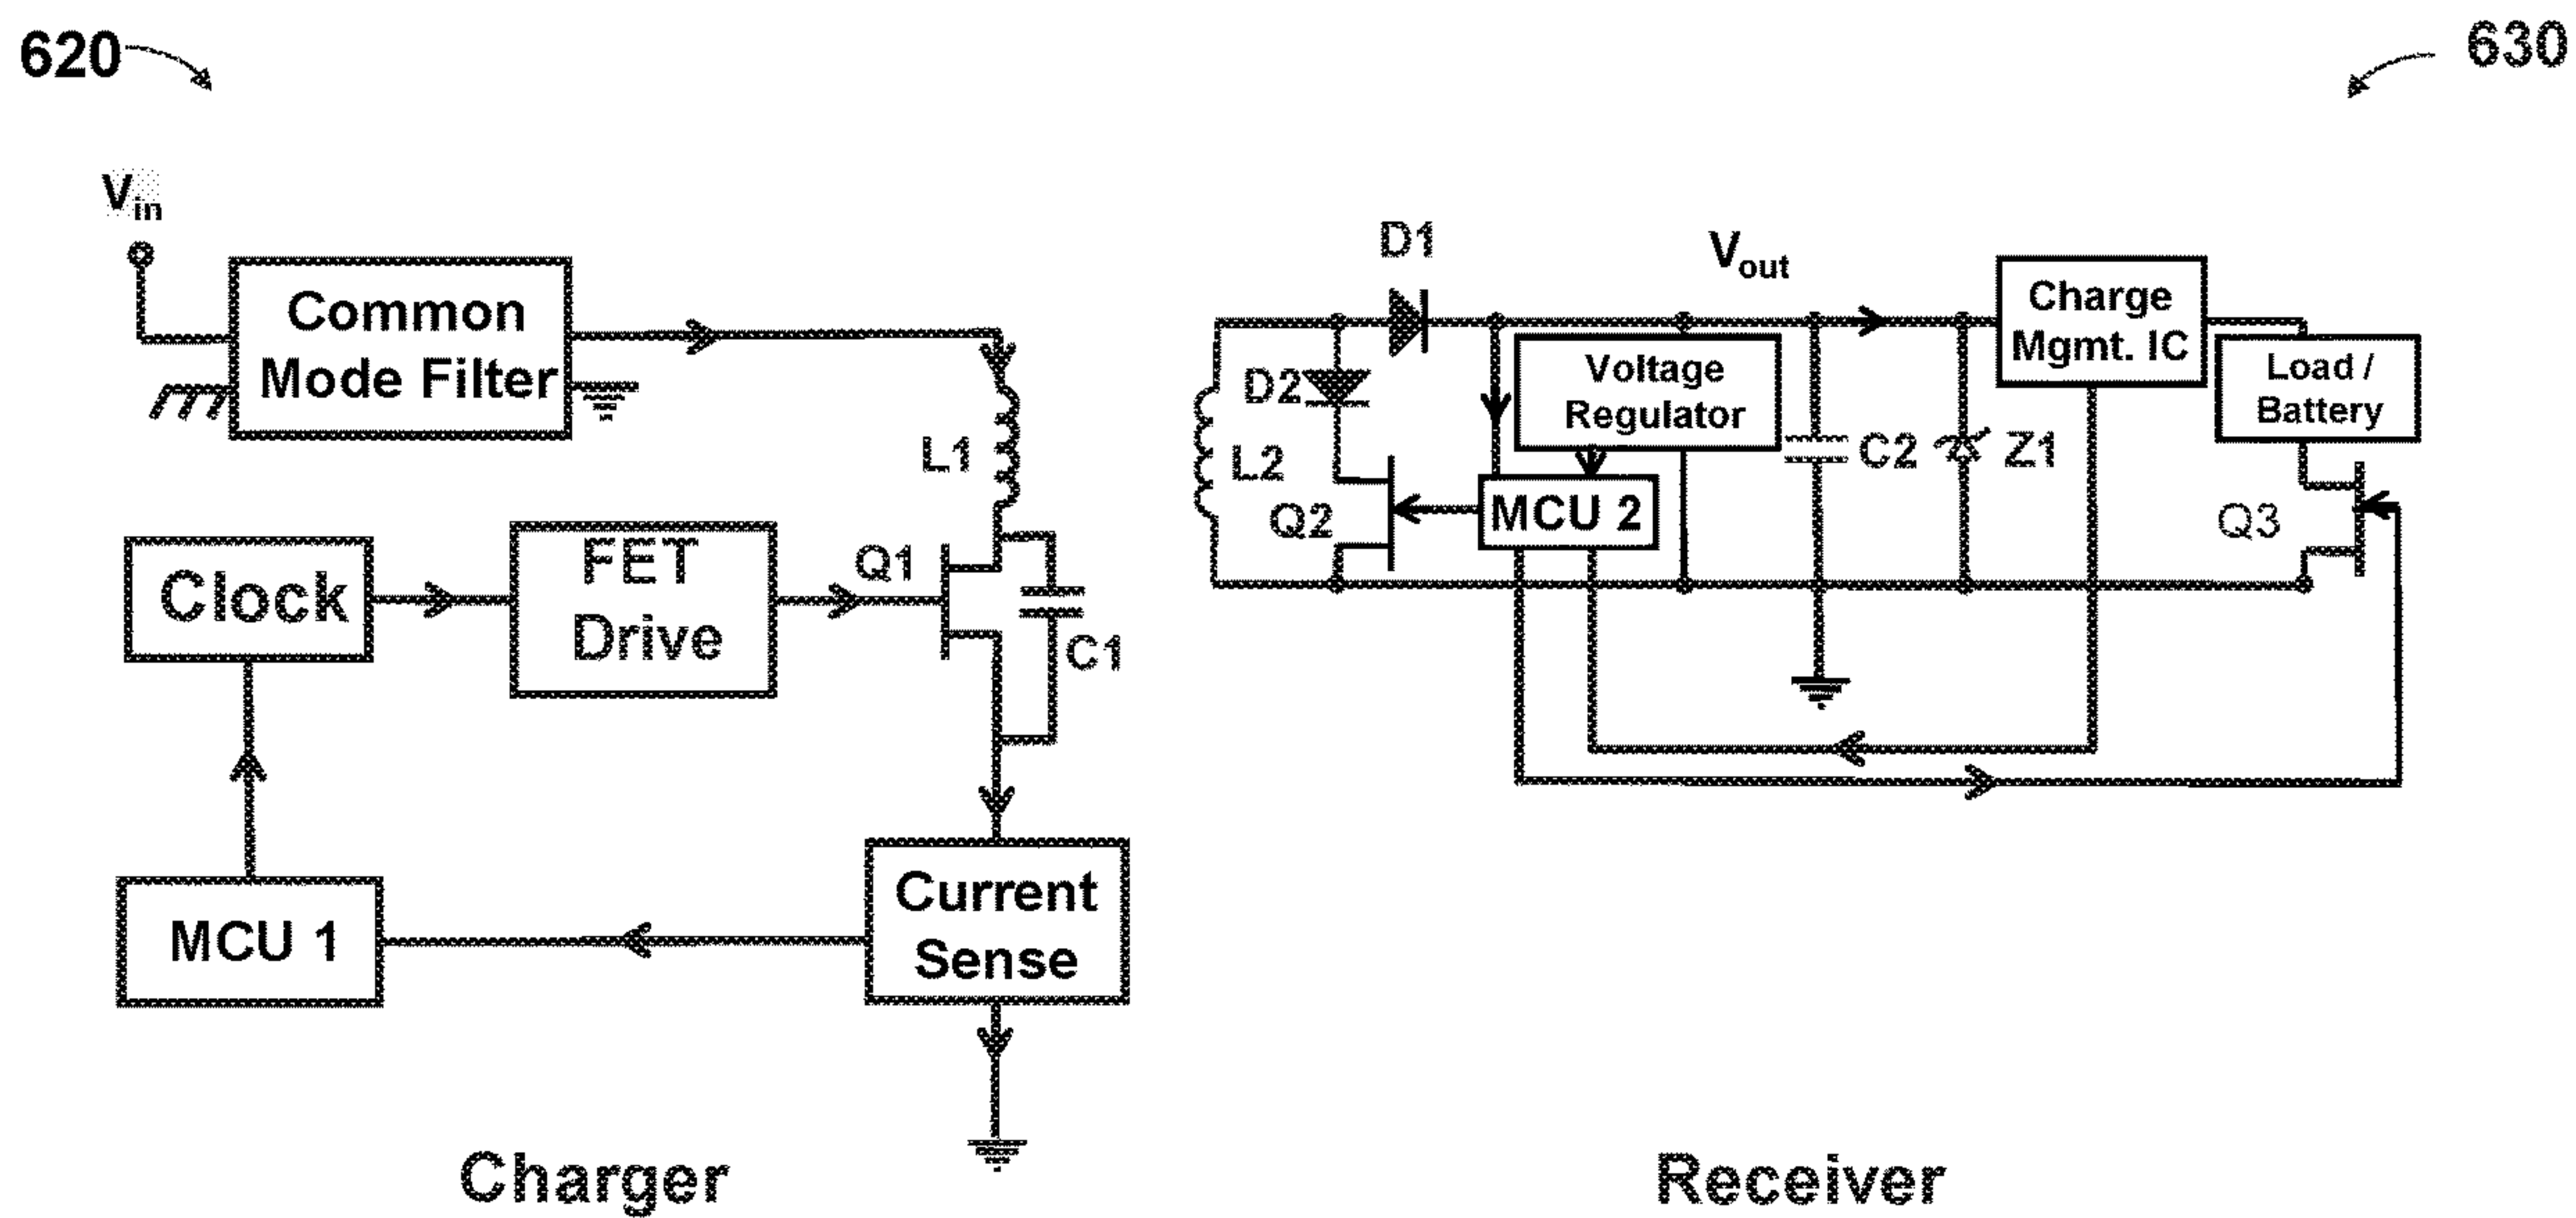 620
630
Vin
Common
Mode Filter
L1
Clock
FET
Drive
Q1
C1
MCU 1
Current
Sense
Charger
D1
Vout
D2
L2
Q2
Voltage
Regulator
MCU 2
C2
Z1
Charge
Mgmt. IC
Load /
Battery
Q3
Receiver